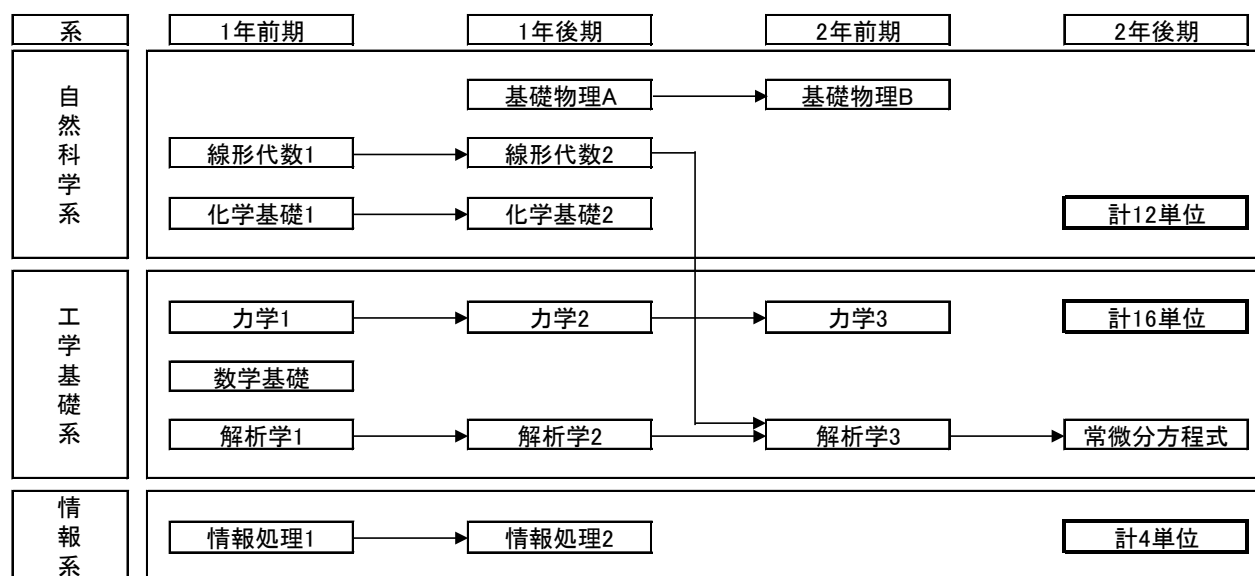 系 1年前期 1年後期 2年前期 2年後期
自然科学系
基礎物理A 基礎物理B
線形代数1 線形代数2
化学基礎1 化学基礎2 計12単位
工学基礎系
力学1 力学2 力学3 計16単位
数学基礎
解析学1 解析学2 解析学3 常微分方程式
情報系
情報処理1 情報処理2 計4単位